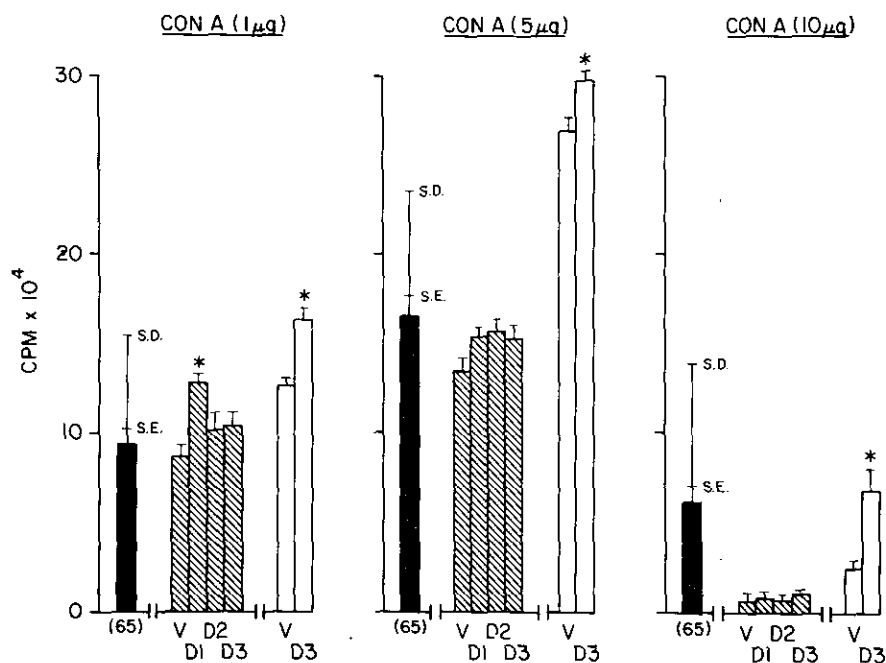 CON A (1μg) CON A (5μg) CON A (10μg)
CPM x 10⁴
30
20
10
0
S.D.
S.E.
*
*
(65) V D2 V
D1 D3 D3
S.D.
S.E.
*
(65) V D2 V
D1 D3 D3
S.D.
S.E.
*
(65) V D2 V
D1 D3 D3